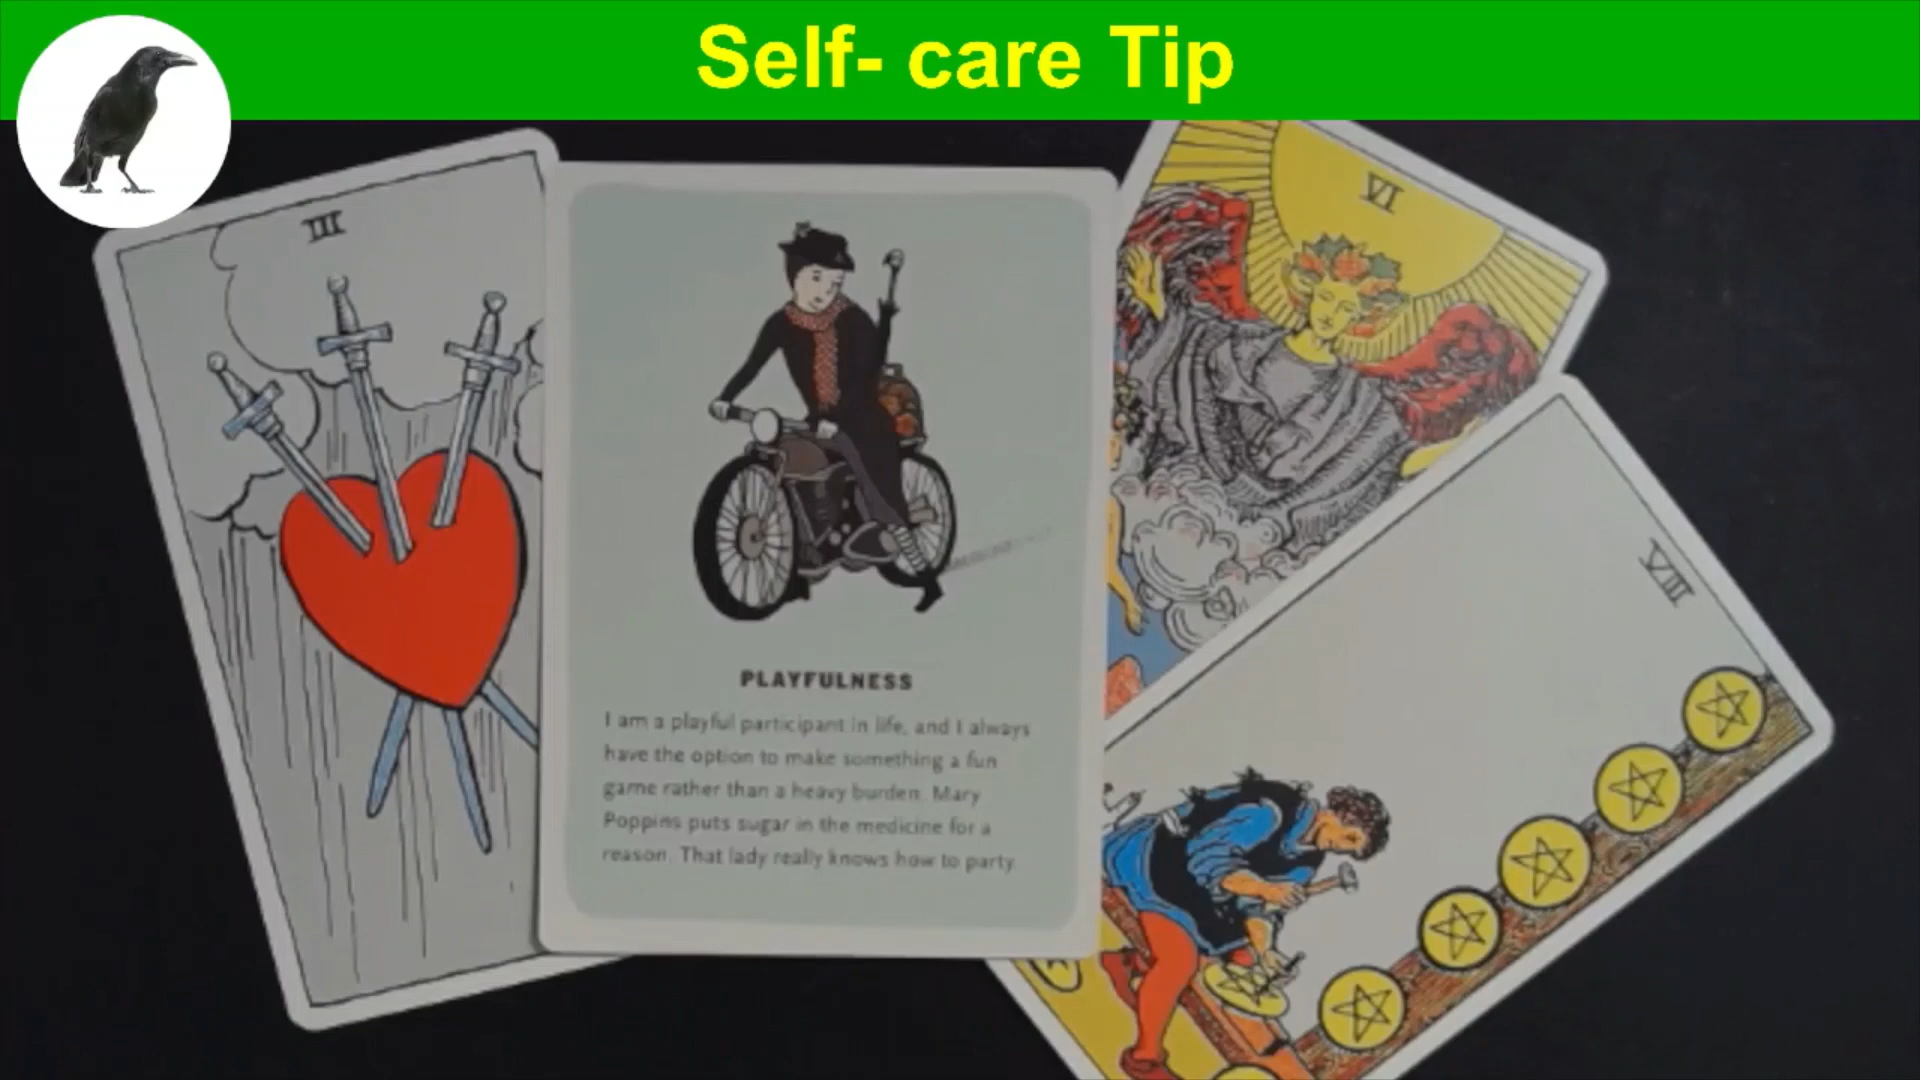 Self- care Tip
III
VI
VIII
PLAYFULNESS
I am a playful participant in life, and I always
have the option to make something a fun
game rather than a heavy burden. Mary
Poppins puts sugar in the medicine for a
reason. That lady really knows how to party.